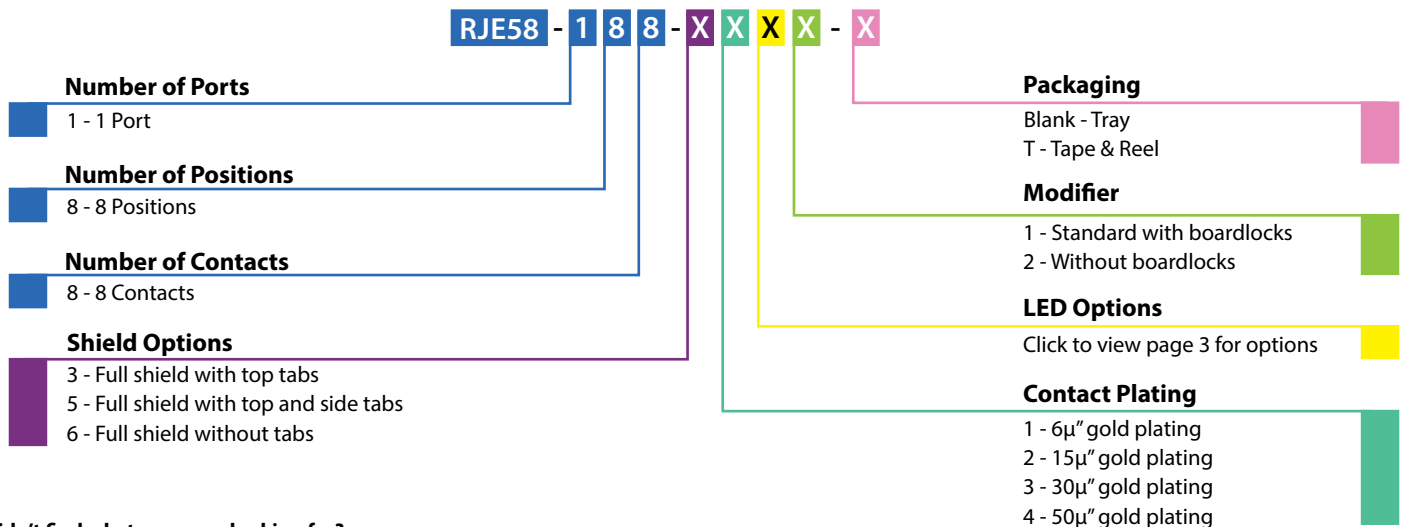 RJE58 - 1 8 8 - X X X X - X
Number of Ports
1 - 1 Port
Number of Positions
8 - 8 Positions
Number of Contacts
8 - 8 Contacts
Shield Options
3 - Full shield with top tabs
5 - Full shield with top and side tabs
6 - Full shield without tabs
Packaging
Blank - Tray
T - Tape & Reel
Modifier
1 - Standard with boardlocks
2 - Without boardlocks
LED Options
Click to view page 3 for options
Contact Plating
1 - 6µ” gold plating
2 - 15µ” gold plating
3 - 30µ” gold plating
4 - 50µ” gold plating